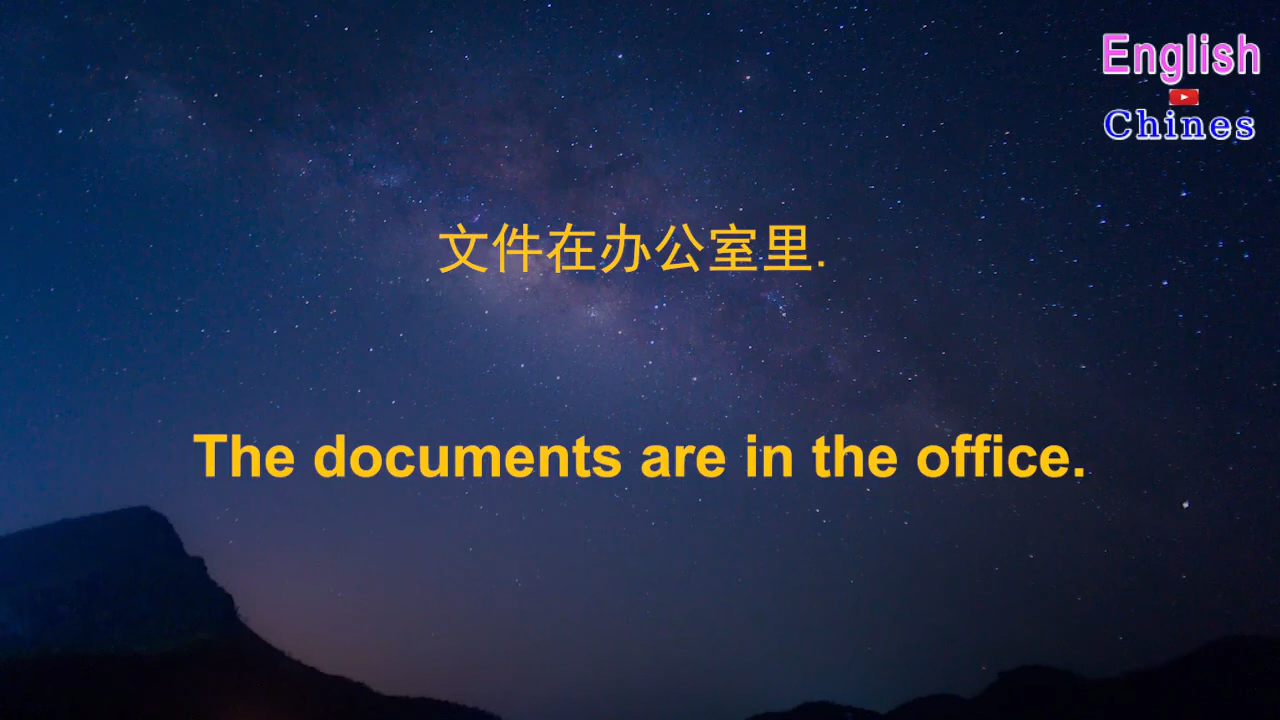 English
Chines
文件在办公室里.
The documents are in the office.